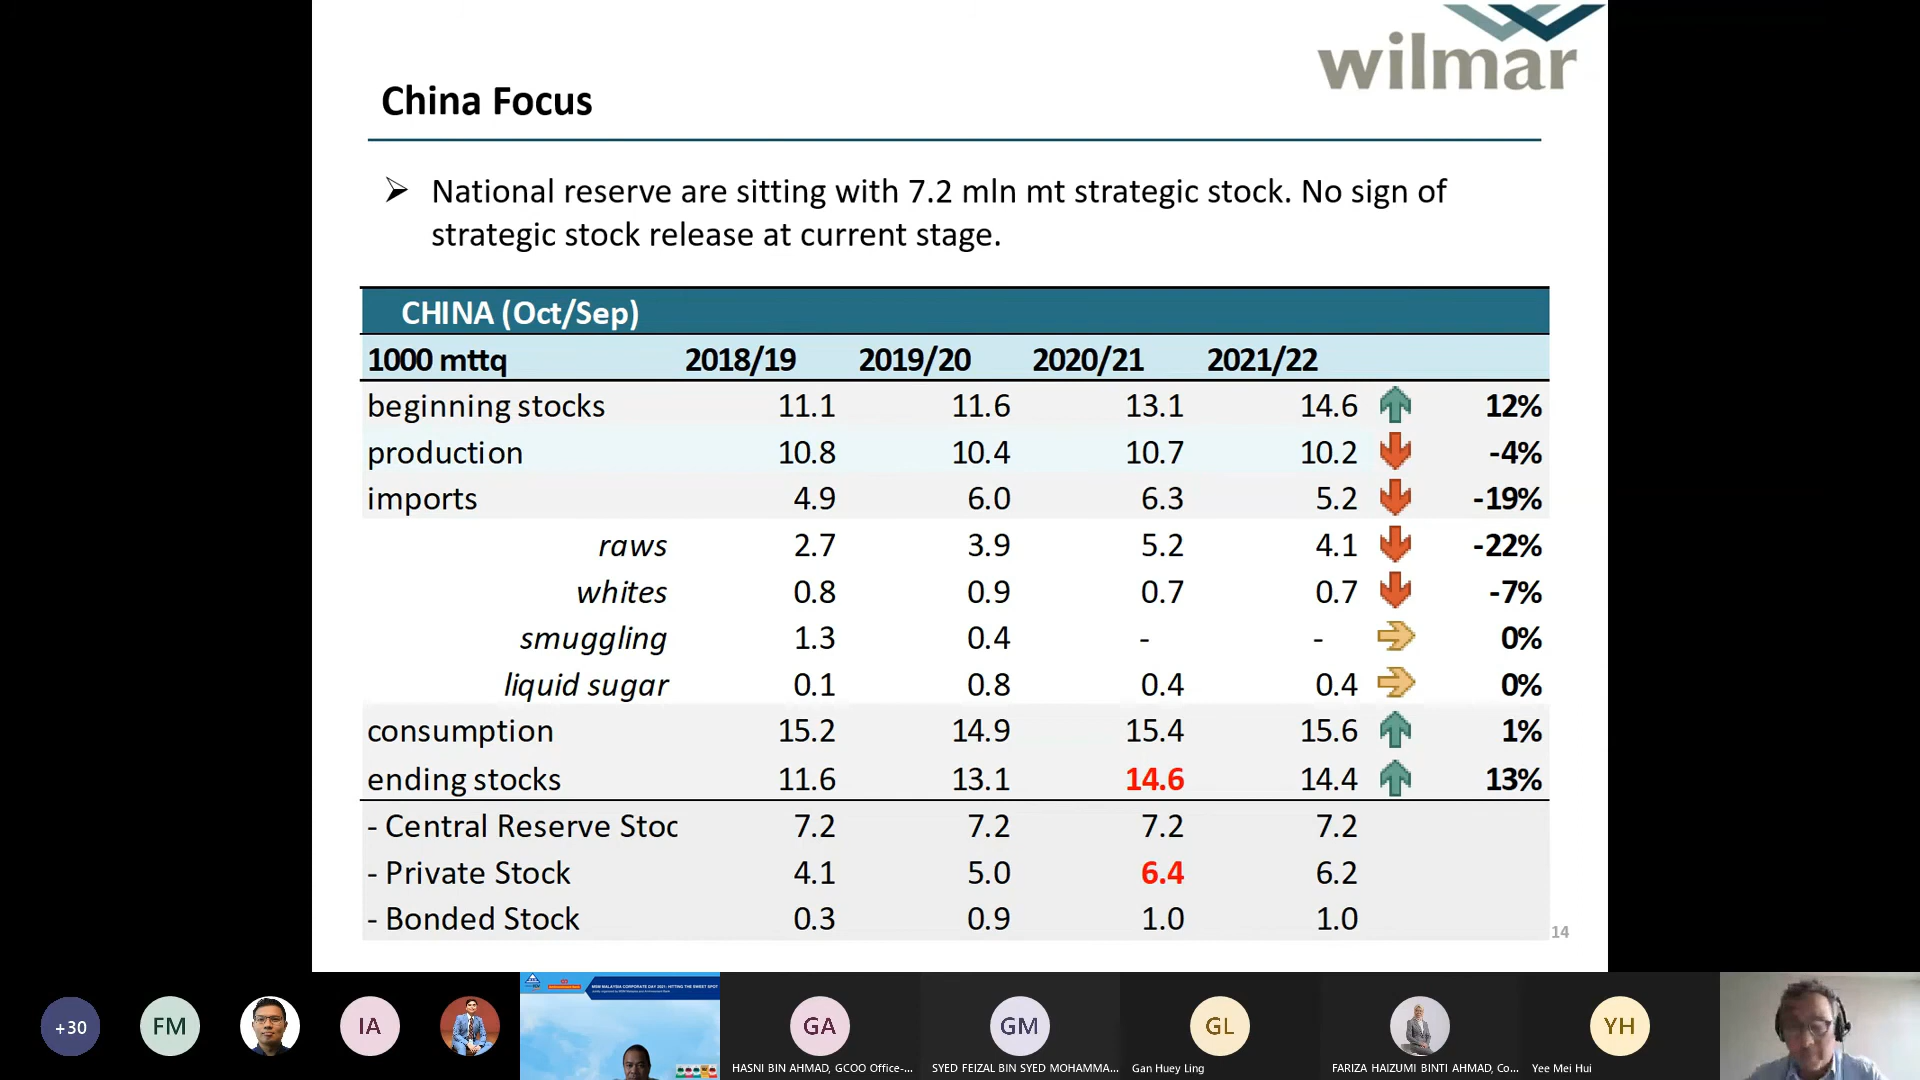 wilmar
China Focus
➢ National reserve are sitting with 7.2 mln mt strategic stock. No sign of
strategic stock release at current stage.
CHINA (Oct/Sep)
1000 mttq 2018/19 2019/20 2020/21 2021/22
beginning stocks 11.1 11.6 13.1 14.6 12%
production 10.8 10.4 10.7 10.2 -4%
imports 4.9 6.0 6.3 5.2 -19%
raws 2.7 3.9 5.2 4.1 -22%
whites 0.8 0.9 0.7 0.7 -7%
smuggling 1.3 0.4 - - 0%
liquid sugar 0.1 0.8 0.4 0.4 0%
consumption 15.2 14.9 15.4 15.6 1%
ending stocks 11.6 13.1 14.6 14.4 13%
- Central Reserve Stoc 7.2 7.2 7.2 7.2
- Private Stock 4.1 5.0 6.4 6.2
- Bonded Stock 0.3 0.9 1.0 1.0
14
MSM MALAYSIA CORPORATE DAY 2021: HITTING THE SWEET SPOT
+30 FM IA GA GM GL YH
HASNI BIN AHMAD, GCOO Office-... SYED FEIZAL BIN SYED MOHAMMA... Gan Huey Ling FARIZA HAIZUMI BINTI AHMAD, Co... Yee Mei Hui